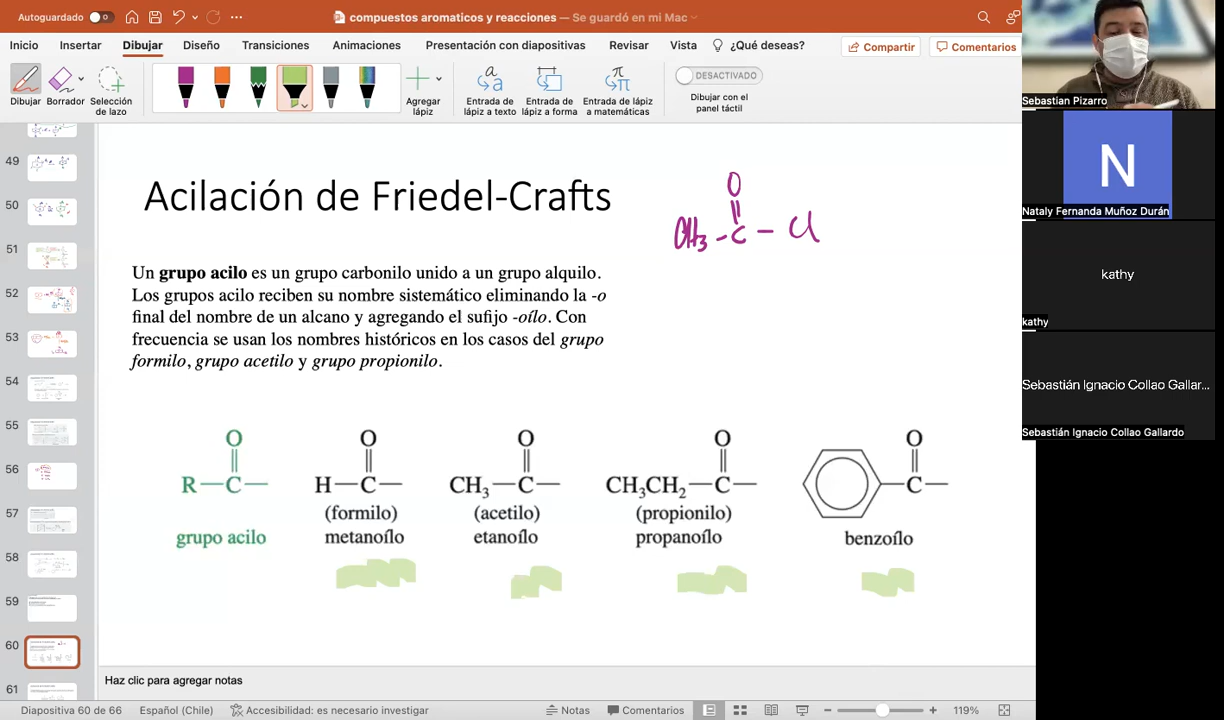 Autoguardado
compuestos aromaticos y reacciones — Se guardó en mi Mac
Inicio Insertar Dibujar Diseño Transiciones Animaciones Presentación con diapositivas Revisar Vista ¿Qué deseas? Compartir Comentarios
Dibujar
Borrador
Selección de lazo
Agregar lápiz
Entrada de lápiz a texto
Entrada de lápiz a forma
Entrada de lápiz a matemáticas
DESACTIVADO
Dibujar con el panel táctil
Sebastian Pizarro
N
Nataly Fernanda Muñoz Durán
kathy
kathy
Sebastián Ignacio Collao Gallar...
Sebastián Ignacio Collao Gallardo
49
50
51
52
53
54
55
56
57
58
59
60
61
Acilación de Friedel-Crafts
O
CH3 - C - Cl
Un grupo acilo es un grupo carbonilo unido a un grupo alquilo.
Los grupos acilo reciben su nombre sistemático eliminando la -o
final del nombre de un alcano y agregando el sufijo -oílo. Con
frecuencia se usan los nombres históricos en los casos del grupo
formilo, grupo acetilo y grupo propionilo.
O O O O O
R—C— H—C— CH3—C— CH3CH2—C— C—
(formilo) (acetilo) (propionilo)
grupo acilo metanoílo etanoílo propanoílo benzoílo
Haz clic para agregar notas
Diapositiva 60 de 66 Español (Chile) Accesibilidad: es necesario investigar Notas Comentarios 119%